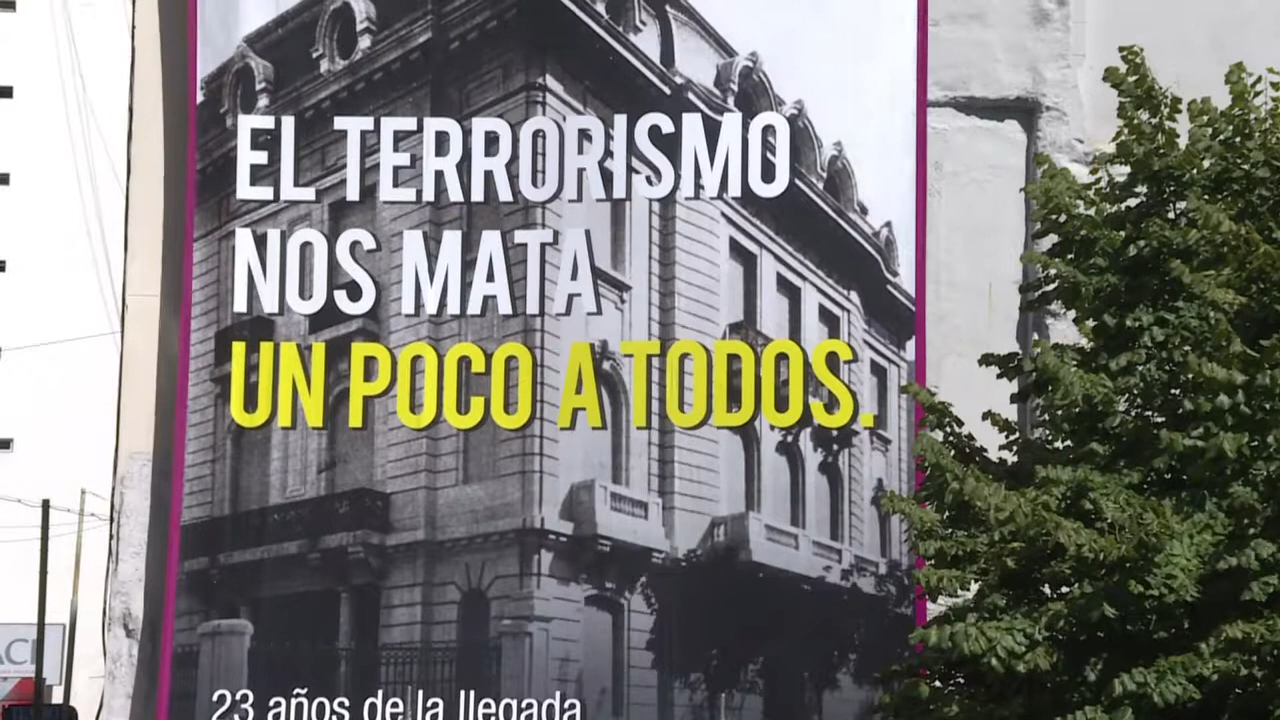 EL TERRORISMO
NOS MATA
UN POCO A TODOS.
23 años de la llegada